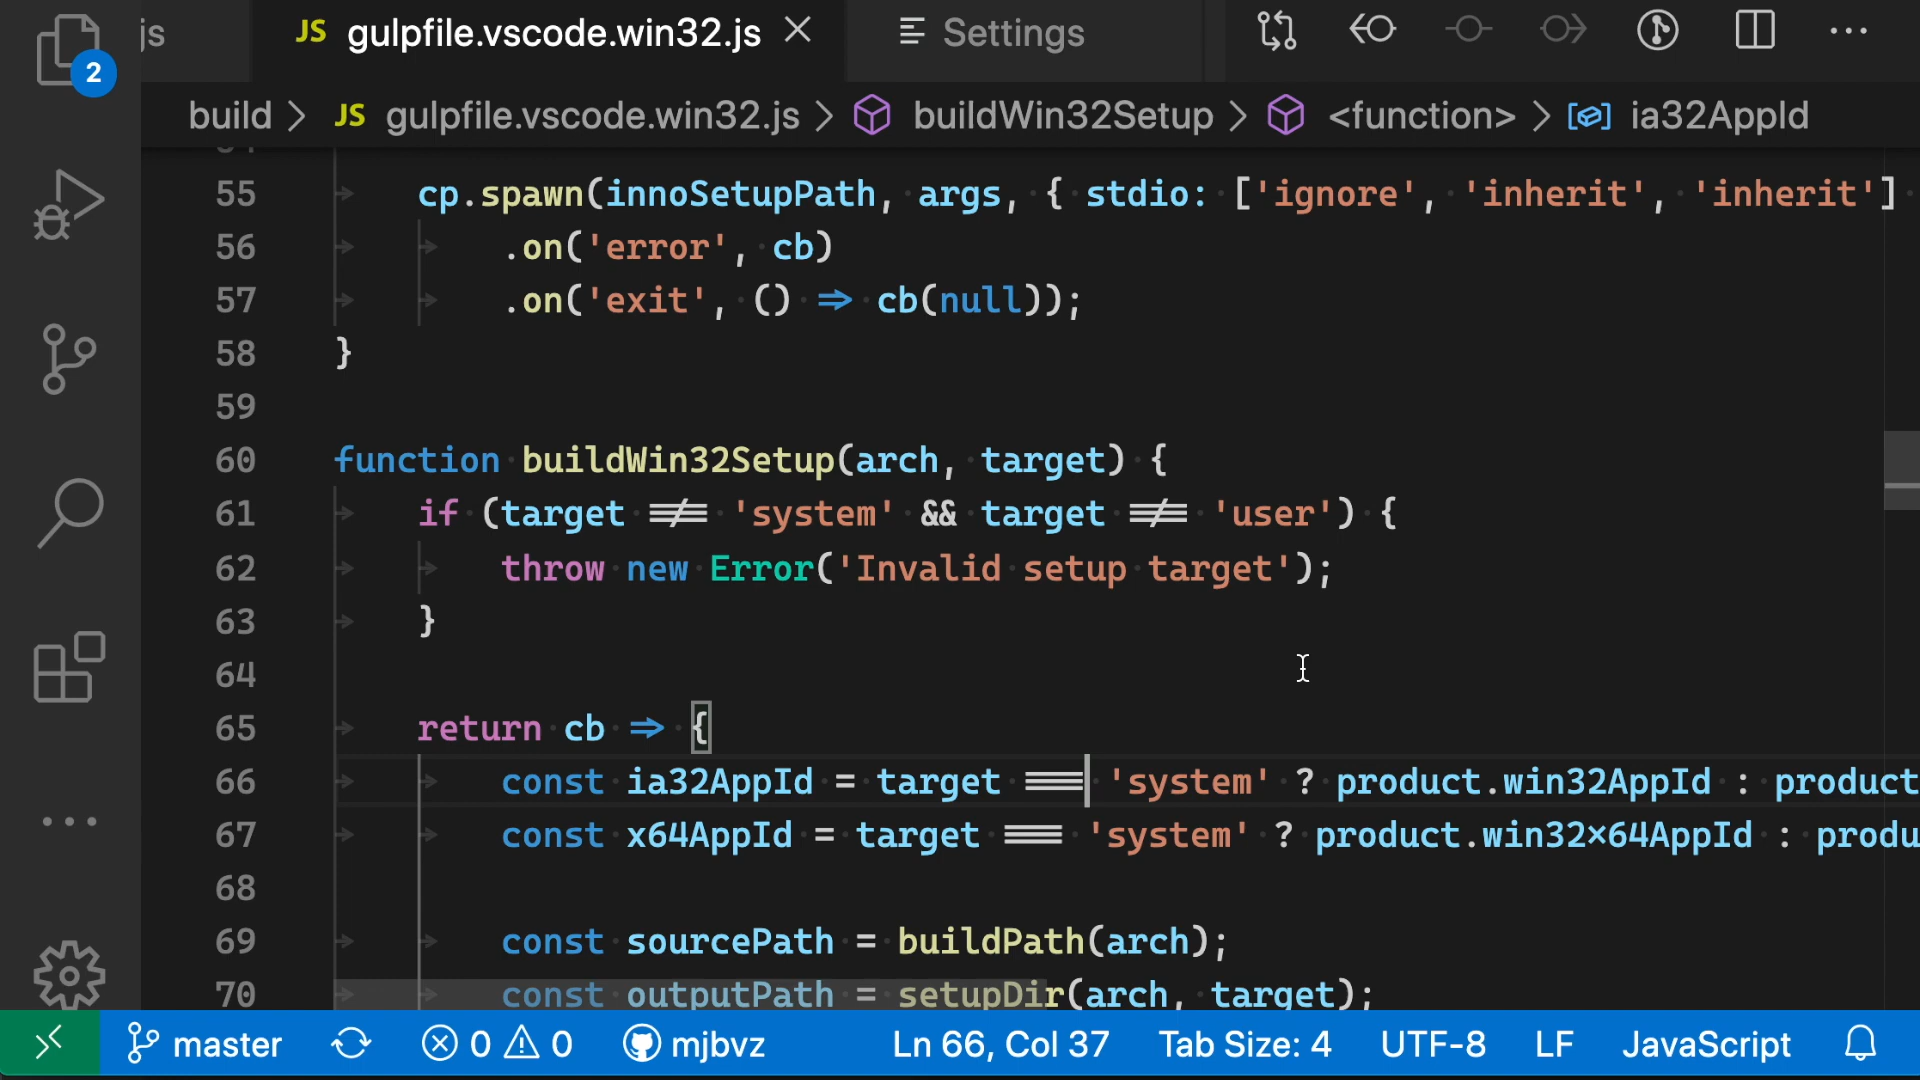 js JS gulpfile.vscode.win32.js Settings
2
build > JS gulpfile.vscode.win32.js > buildWin32Setup > <function> > ia32AppId
55 cp.spawn(innoSetupPath, args, { stdio: ['ignore', 'inherit', 'inherit']
56 .on('error', cb)
57 .on('exit', () => cb(null));
58 }
59
60 function buildWin32Setup(arch, target) {
61 if (target !== 'system' && target !== 'user') {
62 throw new Error('Invalid setup target');
63 }
64
65 return cb => {
66 const ia32AppId = target === 'system' ? product.win32AppId : product
67 const x64AppId = target === 'system' ? product.win32x64AppId : produ
68
69 const sourcePath = buildPath(arch);
70 const outputPath = setupDir(arch, target);
master 0 0 mjbvz Ln 66, Col 37 Tab Size: 4 UTF-8 LF JavaScript